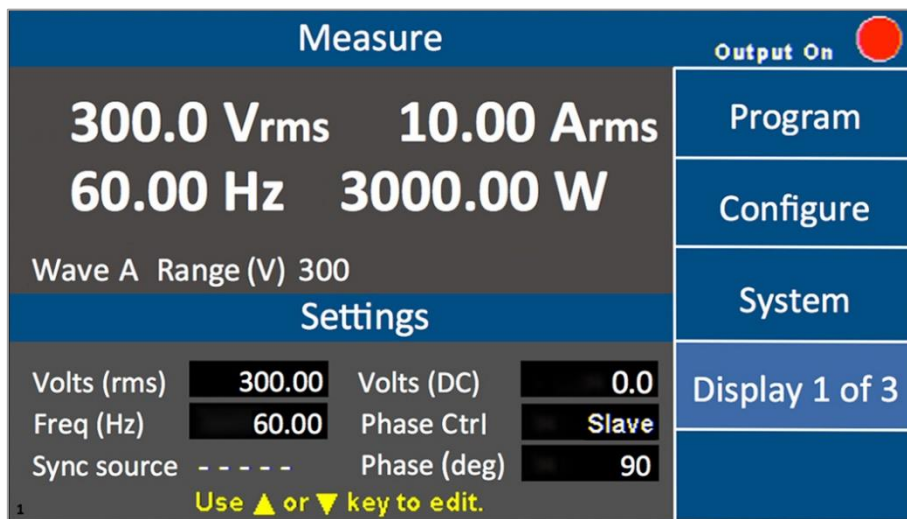 Measure
Output On
300.0 Vrms 10.00 Arms
60.00 Hz 3000.00 W
Wave A Range (V) 300
Settings
Volts (rms) 300.00 Volts (DC) 0.0
Freq (Hz) 60.00 Phase Ctrl Slave
Sync source - - - - - Phase (deg) 90
Use ▲ or ▼ key to edit.
1
Program
Configure
System
Display 1 of 3